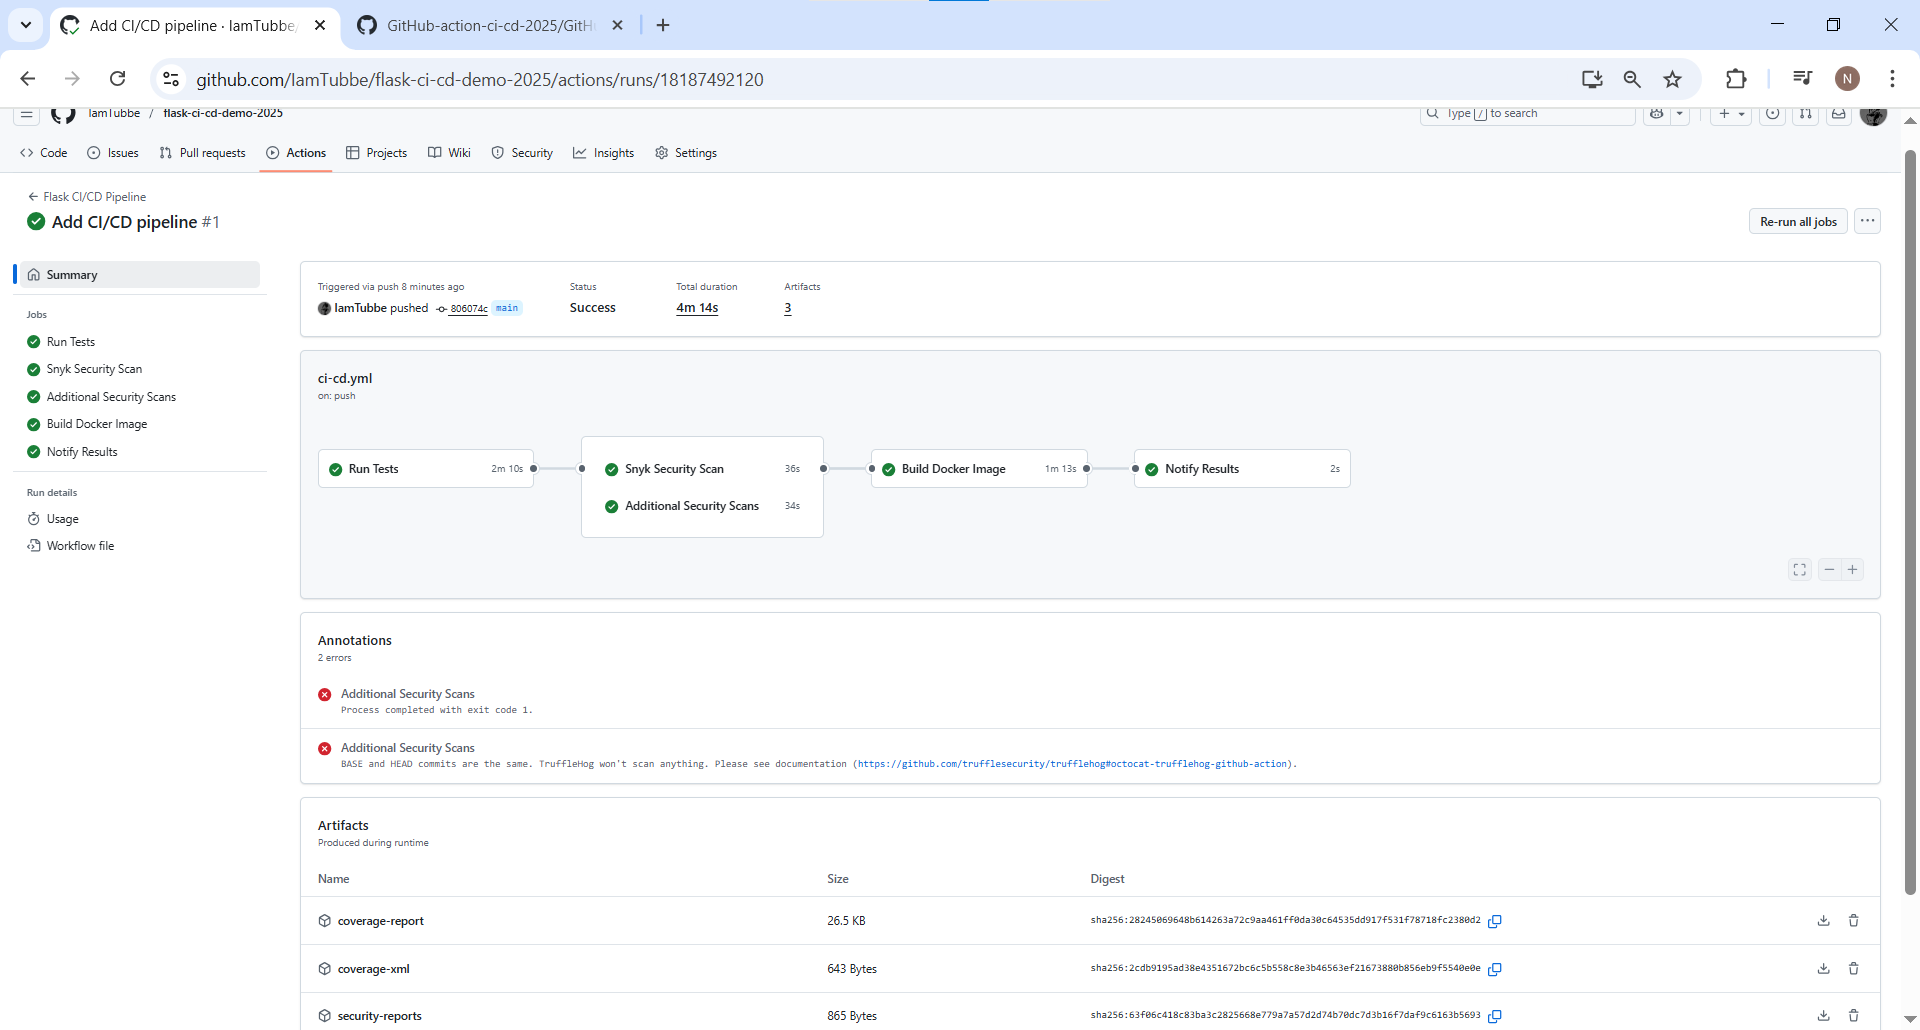 Add CI/CD pipeline · IamTubbe/
GitHub-action-ci-cd-2025/GitH
github.com/IamTubbe/flask-ci-cd-demo-2025/actions/runs/18187492120
N
IamTubbe / flask-ci-cd-demo-2025
Type / to search
Code Issues Pull requests Actions Projects Wiki Security Insights Settings
← Flask CI/CD Pipeline
Add CI/CD pipeline #1
Re-run all jobs
Summary
Jobs
Run Tests
Snyk Security Scan
Additional Security Scans
Build Docker Image
Notify Results
Run details
Usage
Workflow file
Triggered via push 8 minutes ago
IamTubbe pushed 806074c main
Status
Success
Total duration
4m 14s
Artifacts
3
ci-cd.yml
on: push
Run Tests 2m 10s
Snyk Security Scan 36s
Additional Security Scans 34s
Build Docker Image 1m 13s
Notify Results 2s
Annotations
2 errors
Additional Security Scans
Process completed with exit code 1.
Additional Security Scans
BASE and HEAD commits are the same. TruffleHog won't scan anything. Please see documentation (https://github.com/trufflesecurity/trufflehog#octocat-trufflehog-github-action).
Artifacts
Produced during runtime
Name Size Digest
coverage-report 26.5 KB sha256:28245069648b614263a72c9aa461ff0da30c64535dd917f531f78718fc2380d2
coverage-xml 643 Bytes sha256:2cdb9195ad38e4351672bc6c5b558c8e3b46563ef21673880b856eb9f5540e0e
security-reports 865 Bytes sha256:63f06c418c83ba3c2825668e779a7a57d2d74b70dc7d3b16f7daf9c6163b5693